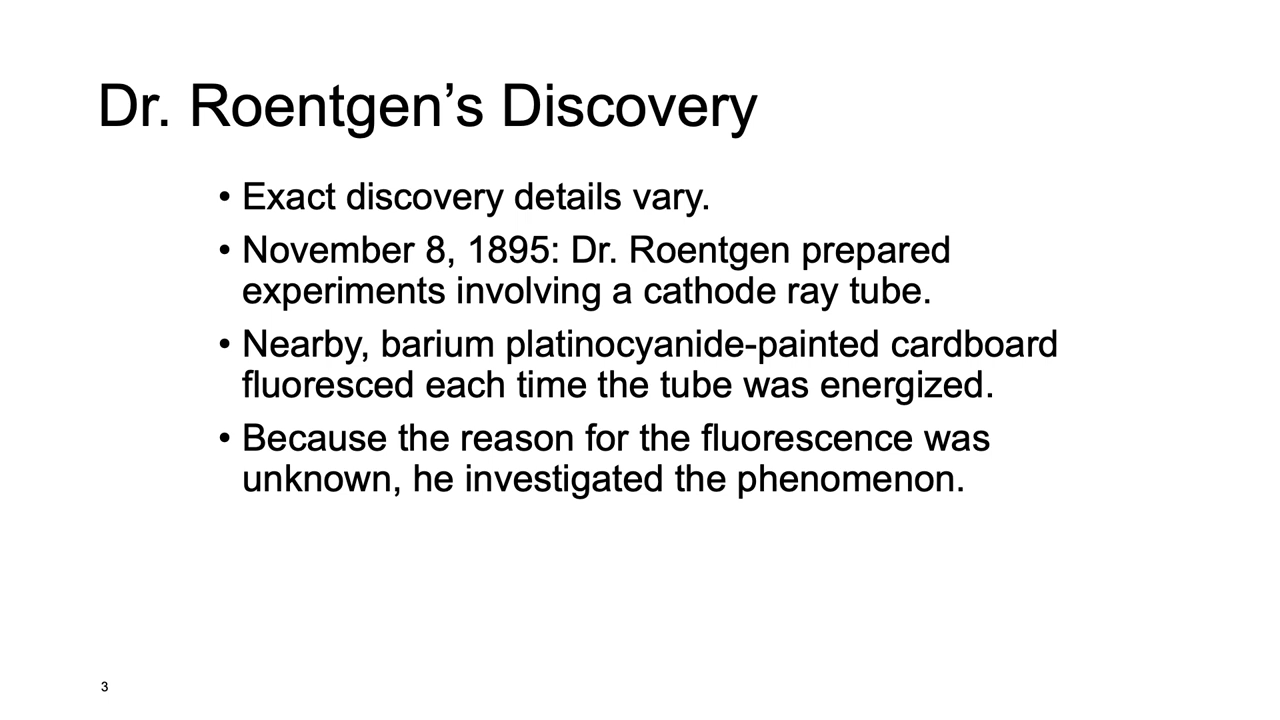 Dr. Roentgen’s Discovery
• Exact discovery details vary.
• November 8, 1895: Dr. Roentgen prepared
experiments involving a cathode ray tube.
• Nearby, barium platinocyanide-painted cardboard
fluoresced each time the tube was energized.
• Because the reason for the fluorescence was
unknown, he investigated the phenomenon.
3